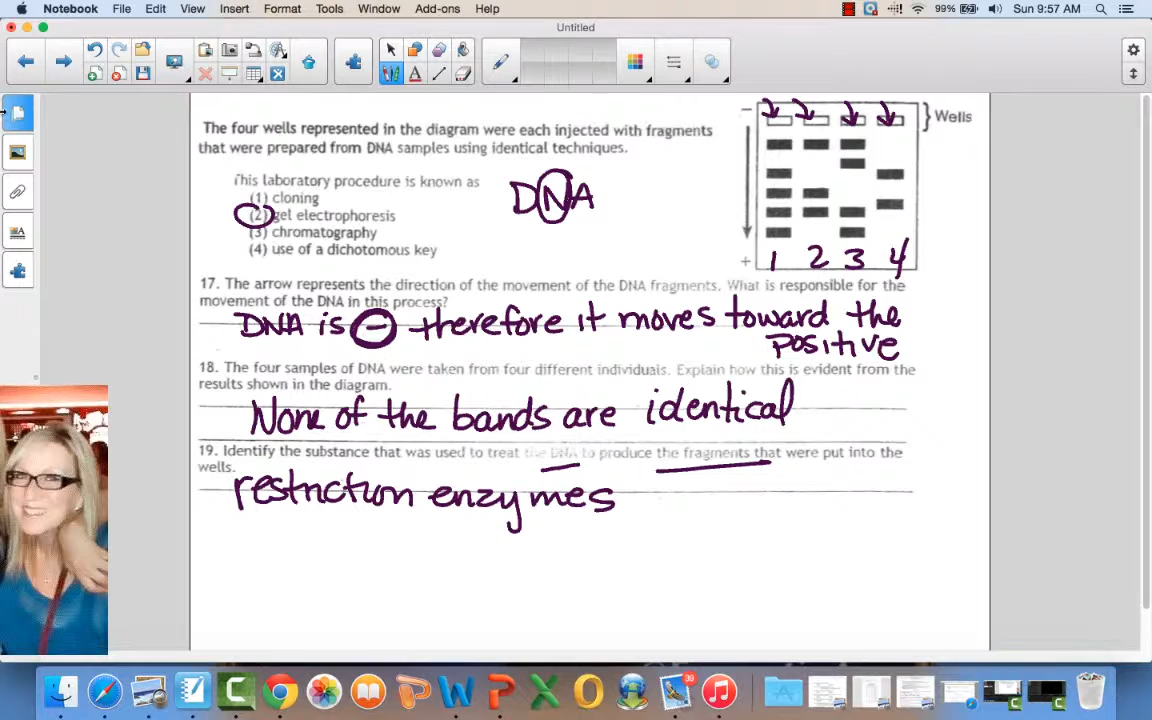 Notebook File Edit View Insert Format Tools Window Add-ons Help 99% Sun 9:57 AM
Untitled
The four wells represented in the diagram were each injected with fragments
that were prepared from DNA samples using identical techniques.
This laboratory procedure is known as
(1) cloning
(2) gel electrophoresis
(3) chromatography
(4) use of a dichotomous key
DNA
−
Wells
+
1 2 3 4
17. The arrow represents the direction of the movement of the DNA fragments. What is responsible for the
movement of the DNA in this process?
DNA is − therefore it moves toward the
positive
18. The four samples of DNA were taken from four different individuals. Explain how this is evident from the
results shown in the diagram.
None of the bands are identical
19. Identify the substance that was used to treat the DNA to produce the fragments that were put into the
wells.
restriction enzymes